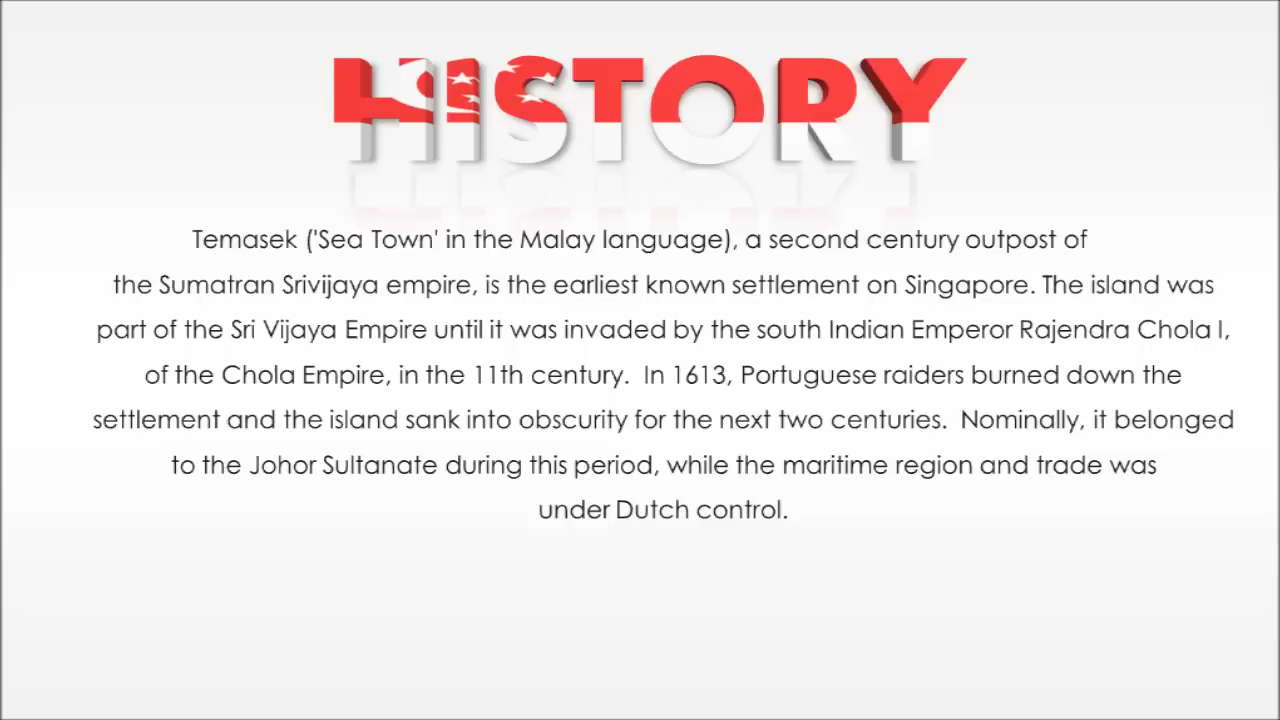 HISTORY
Temasek ('Sea Town' in the Malay language), a second century outpost of
the Sumatran Srivijaya empire, is the earliest known settlement on Singapore. The island was
part of the Sri Vijaya Empire until it was invaded by the south Indian Emperor Rajendra Chola I,
of the Chola Empire, in the 11th century.  In 1613, Portuguese raiders burned down the
settlement and the island sank into obscurity for the next two centuries.  Nominally, it belonged
to the Johor Sultanate during this period, while the maritime region and trade was
under Dutch control.